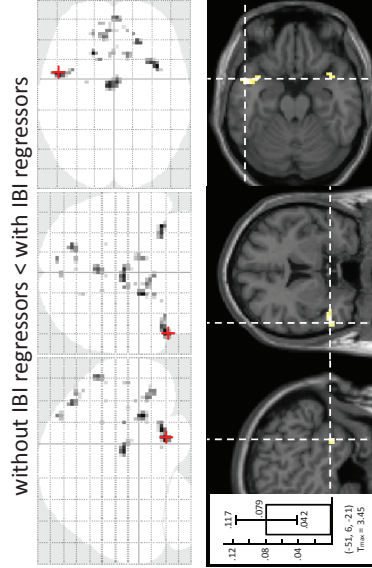 without IBI regressors < with IBI regressors
.12
.08
.04
.117
.079
.042
(-51, 6, -21)
Tmax = 3.45